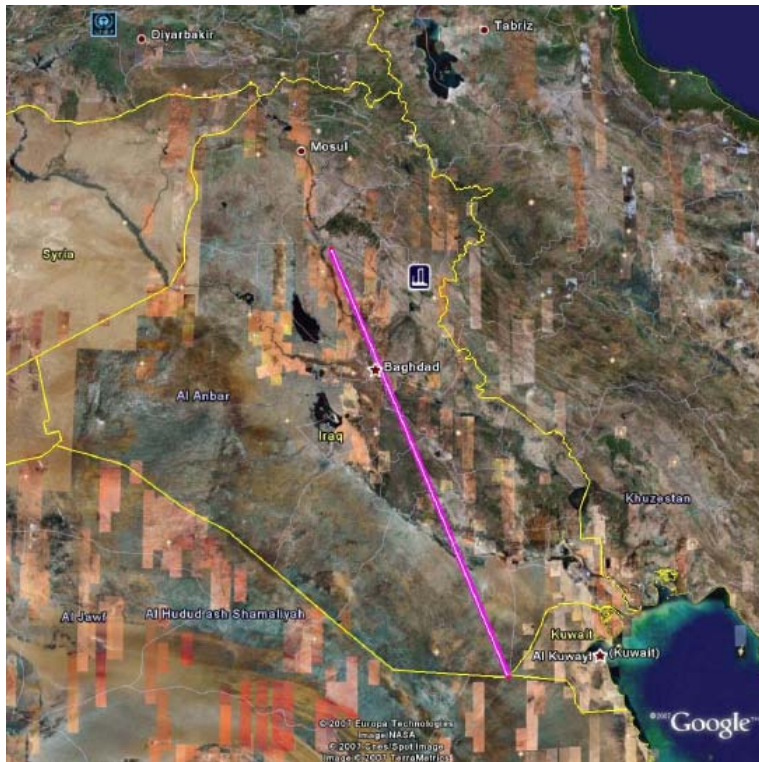 Diyarbakir
Tabriz
Mosul
Syria
Baghdad
Al Anbar
Iraq
Khuzestan
Al Jawf
Al Hudud ash Shamaliyah
Kuwait
Al Kuwayt (Kuwait)
© 2007 Europa Technologies
Image NASA
© 2007 Cnes/Spot Image
Image © 2007 TerraMetrics
©2007 Google™